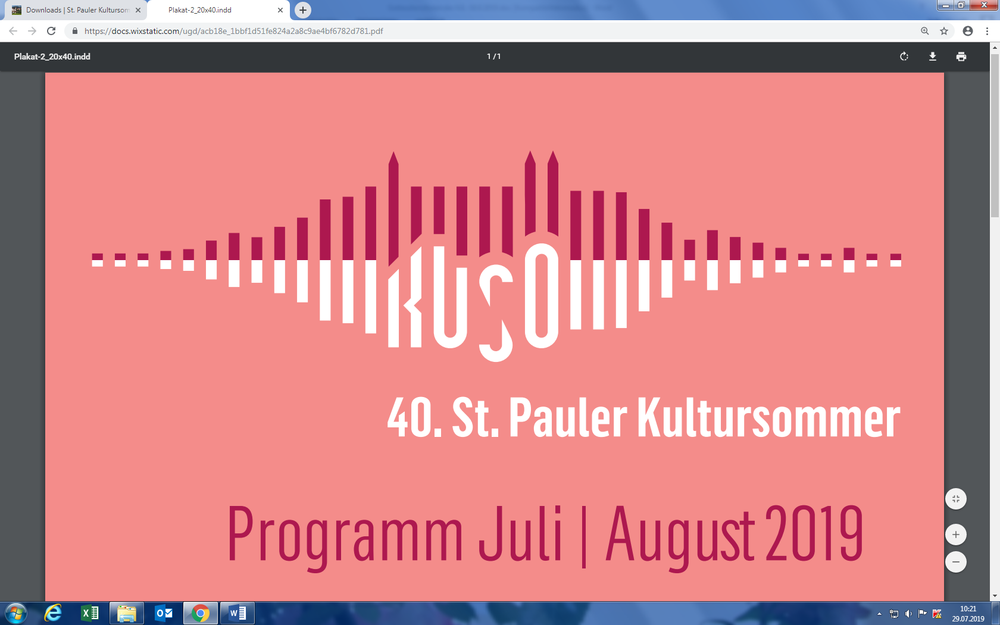 Downloads | St. Pauler Kultursom
Plakat-2_20x40.indd
https://docs.wixstatic.com/ugd/acb18e_1bbf1d51fe824a2a8c9ae4bf6782d781.pdf
Plakat-2_20x40.indd
1 / 1
KUSO
40. St. Pauler Kultursommer
Programm Juli | August 2019
10:21
29.07.2019